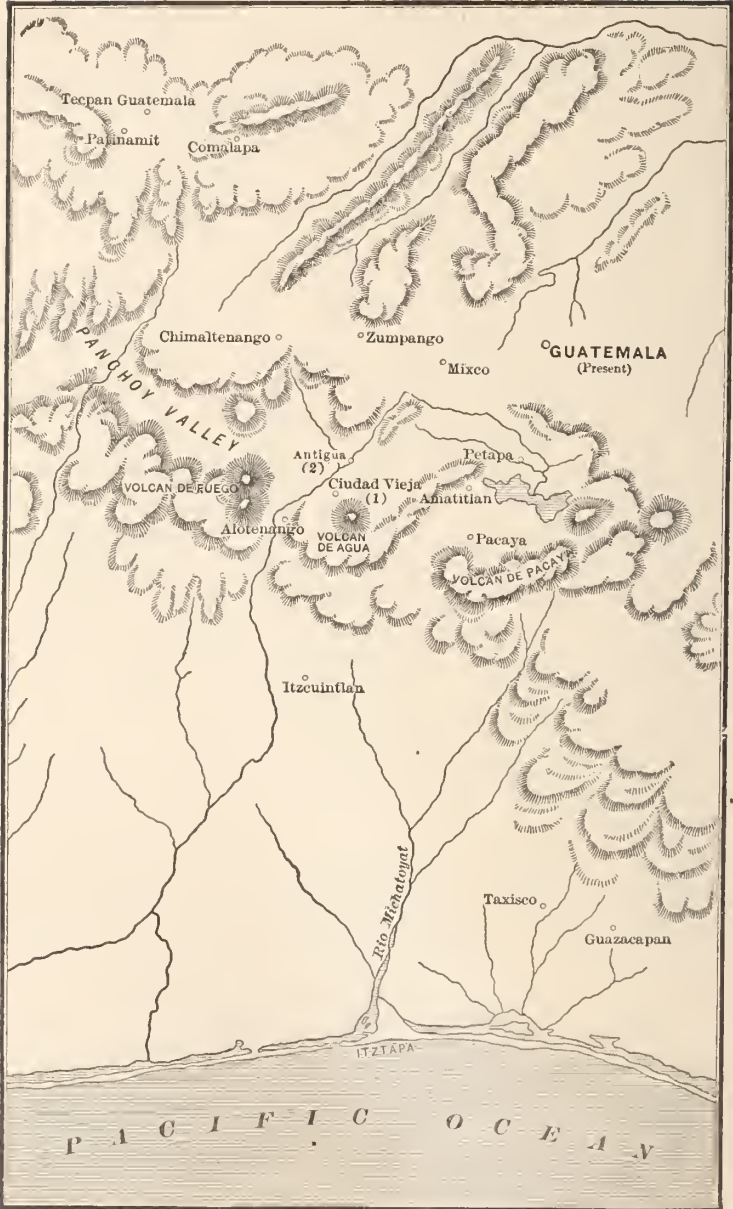 Tecpan Guatemala
Patinamit
Comalapa
Chimaltenango
Zumpango
GUATEMALA
(Present)
Mixco
PANCHOY VALLEY
Antigua
(2)
Petapa
Ciudad Vieja
(1)
Amatitlan
VOLCAN DE FUEGO
Alotenango
VOLCAN
DE AGUA
Pacaya
VOLCAN DE PACAYA
Itzcuintlan
Rio Michatoyat
Taxisco
Guazacapan
ITZTAPA
PACIFIC OCEAN